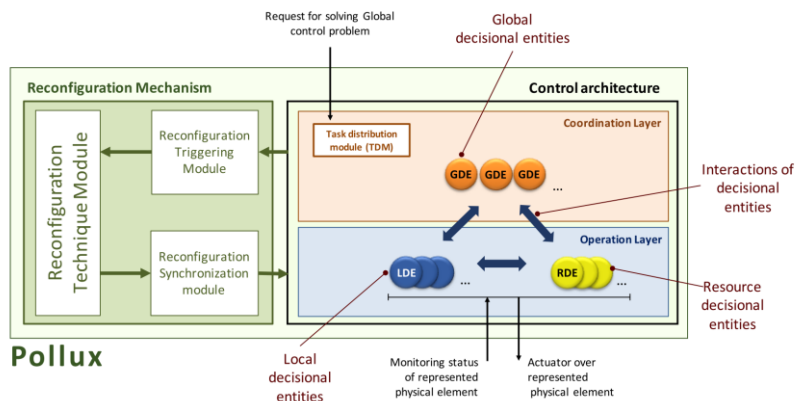 Request for solving Global
control problem
Global
decisional entities
Reconfiguration Mechanism
Control architecture
Reconfiguration
Technique Module
Reconfiguration
Triggering
Module
Reconfiguration
Synchronization
module
Coordination Layer
Task distribution
module (TDM)
GDE
GDE
GDE
...
Interactions of
decisional
entities
Operation Layer
LDE
...
RDE
...
Resource
decisional
entities
Pollux
Local
decisional
entities
Monitoring status
of represented
physical element
Actuator over
represented
physical element